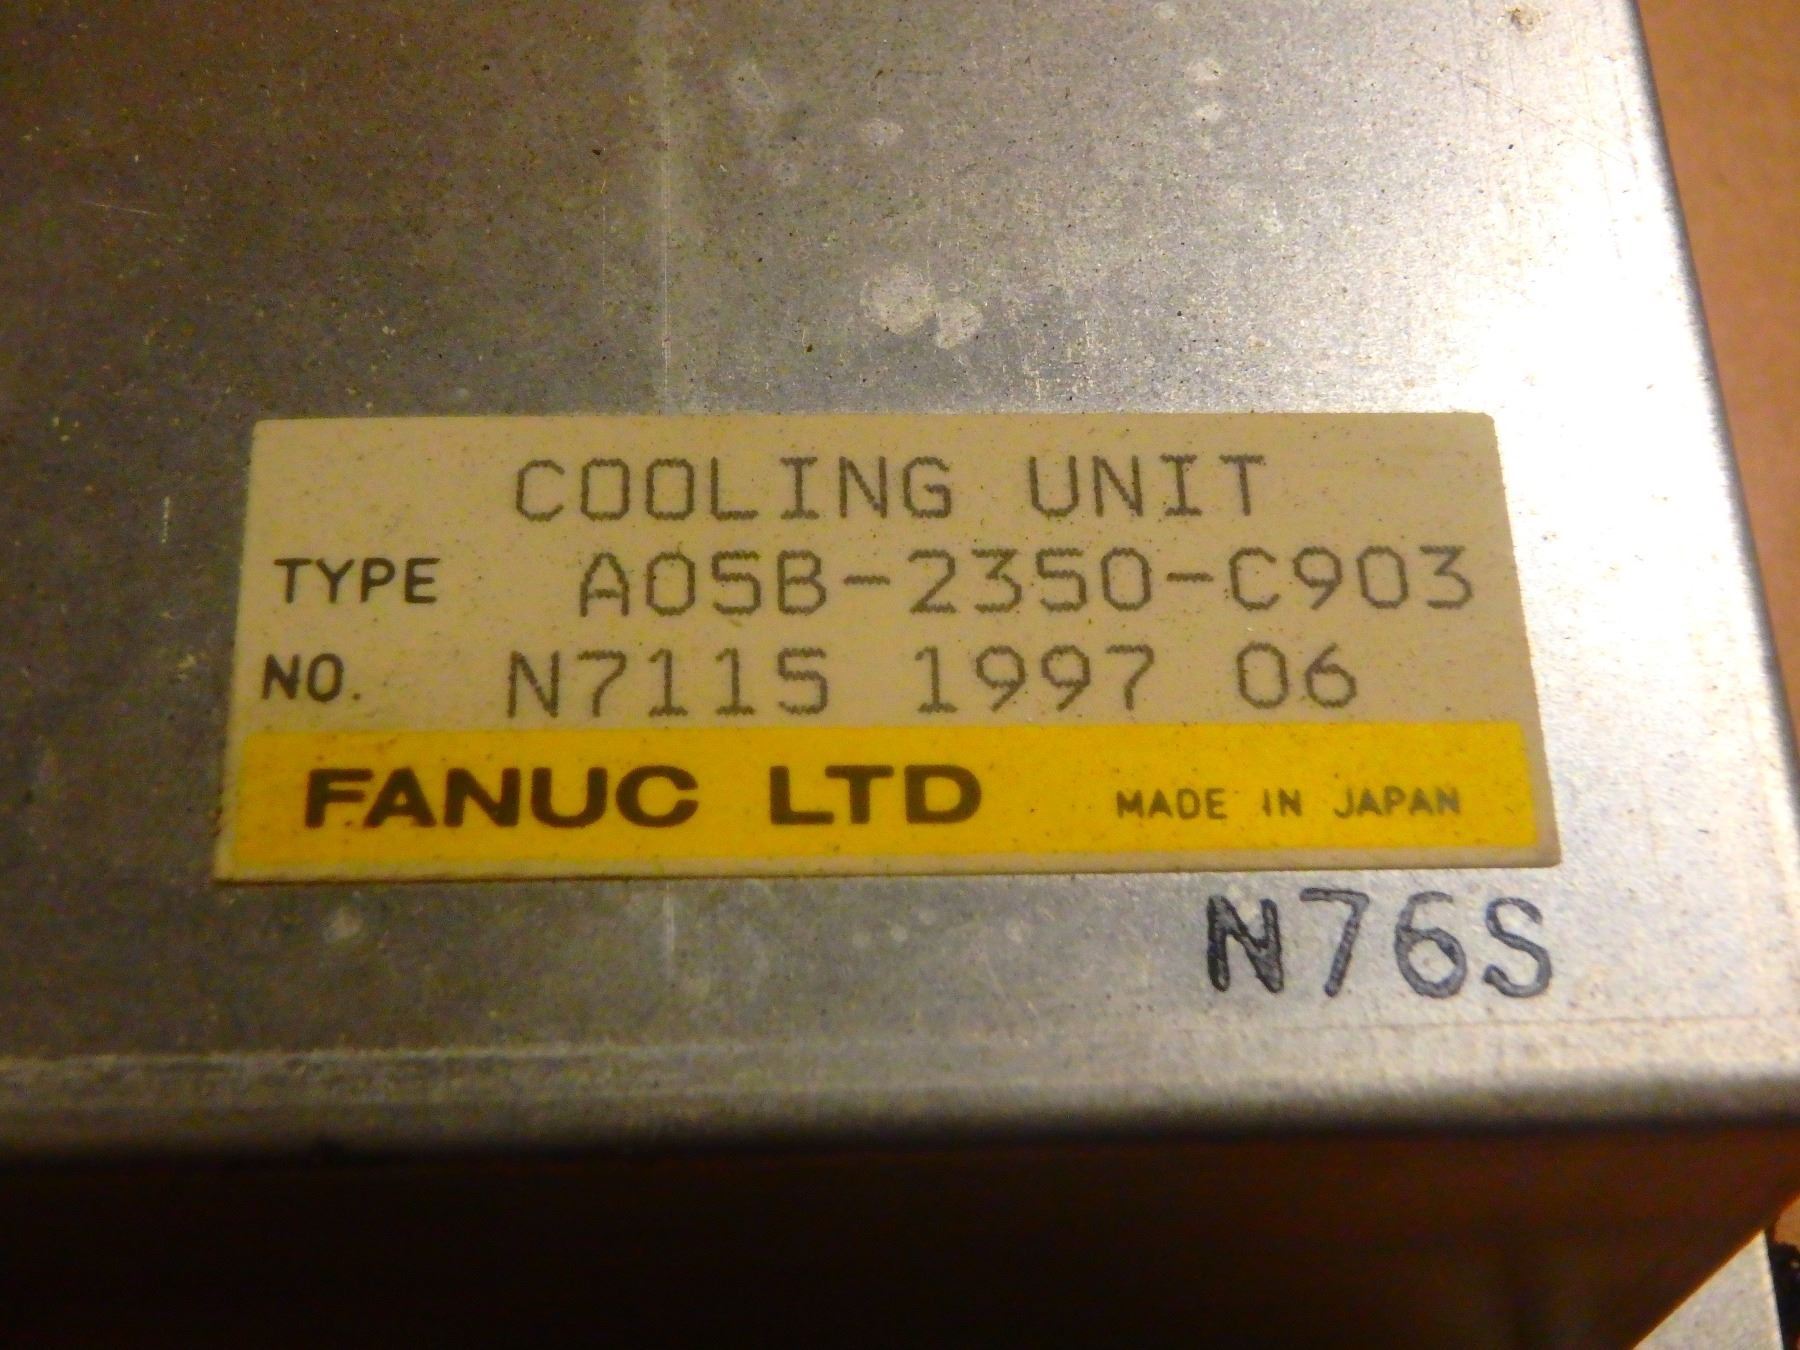 COOLING UNIT
TYPE A05B-2350-C903
NO. N7115 1997 06
FANUC LTD MADE IN JAPAN
N76S